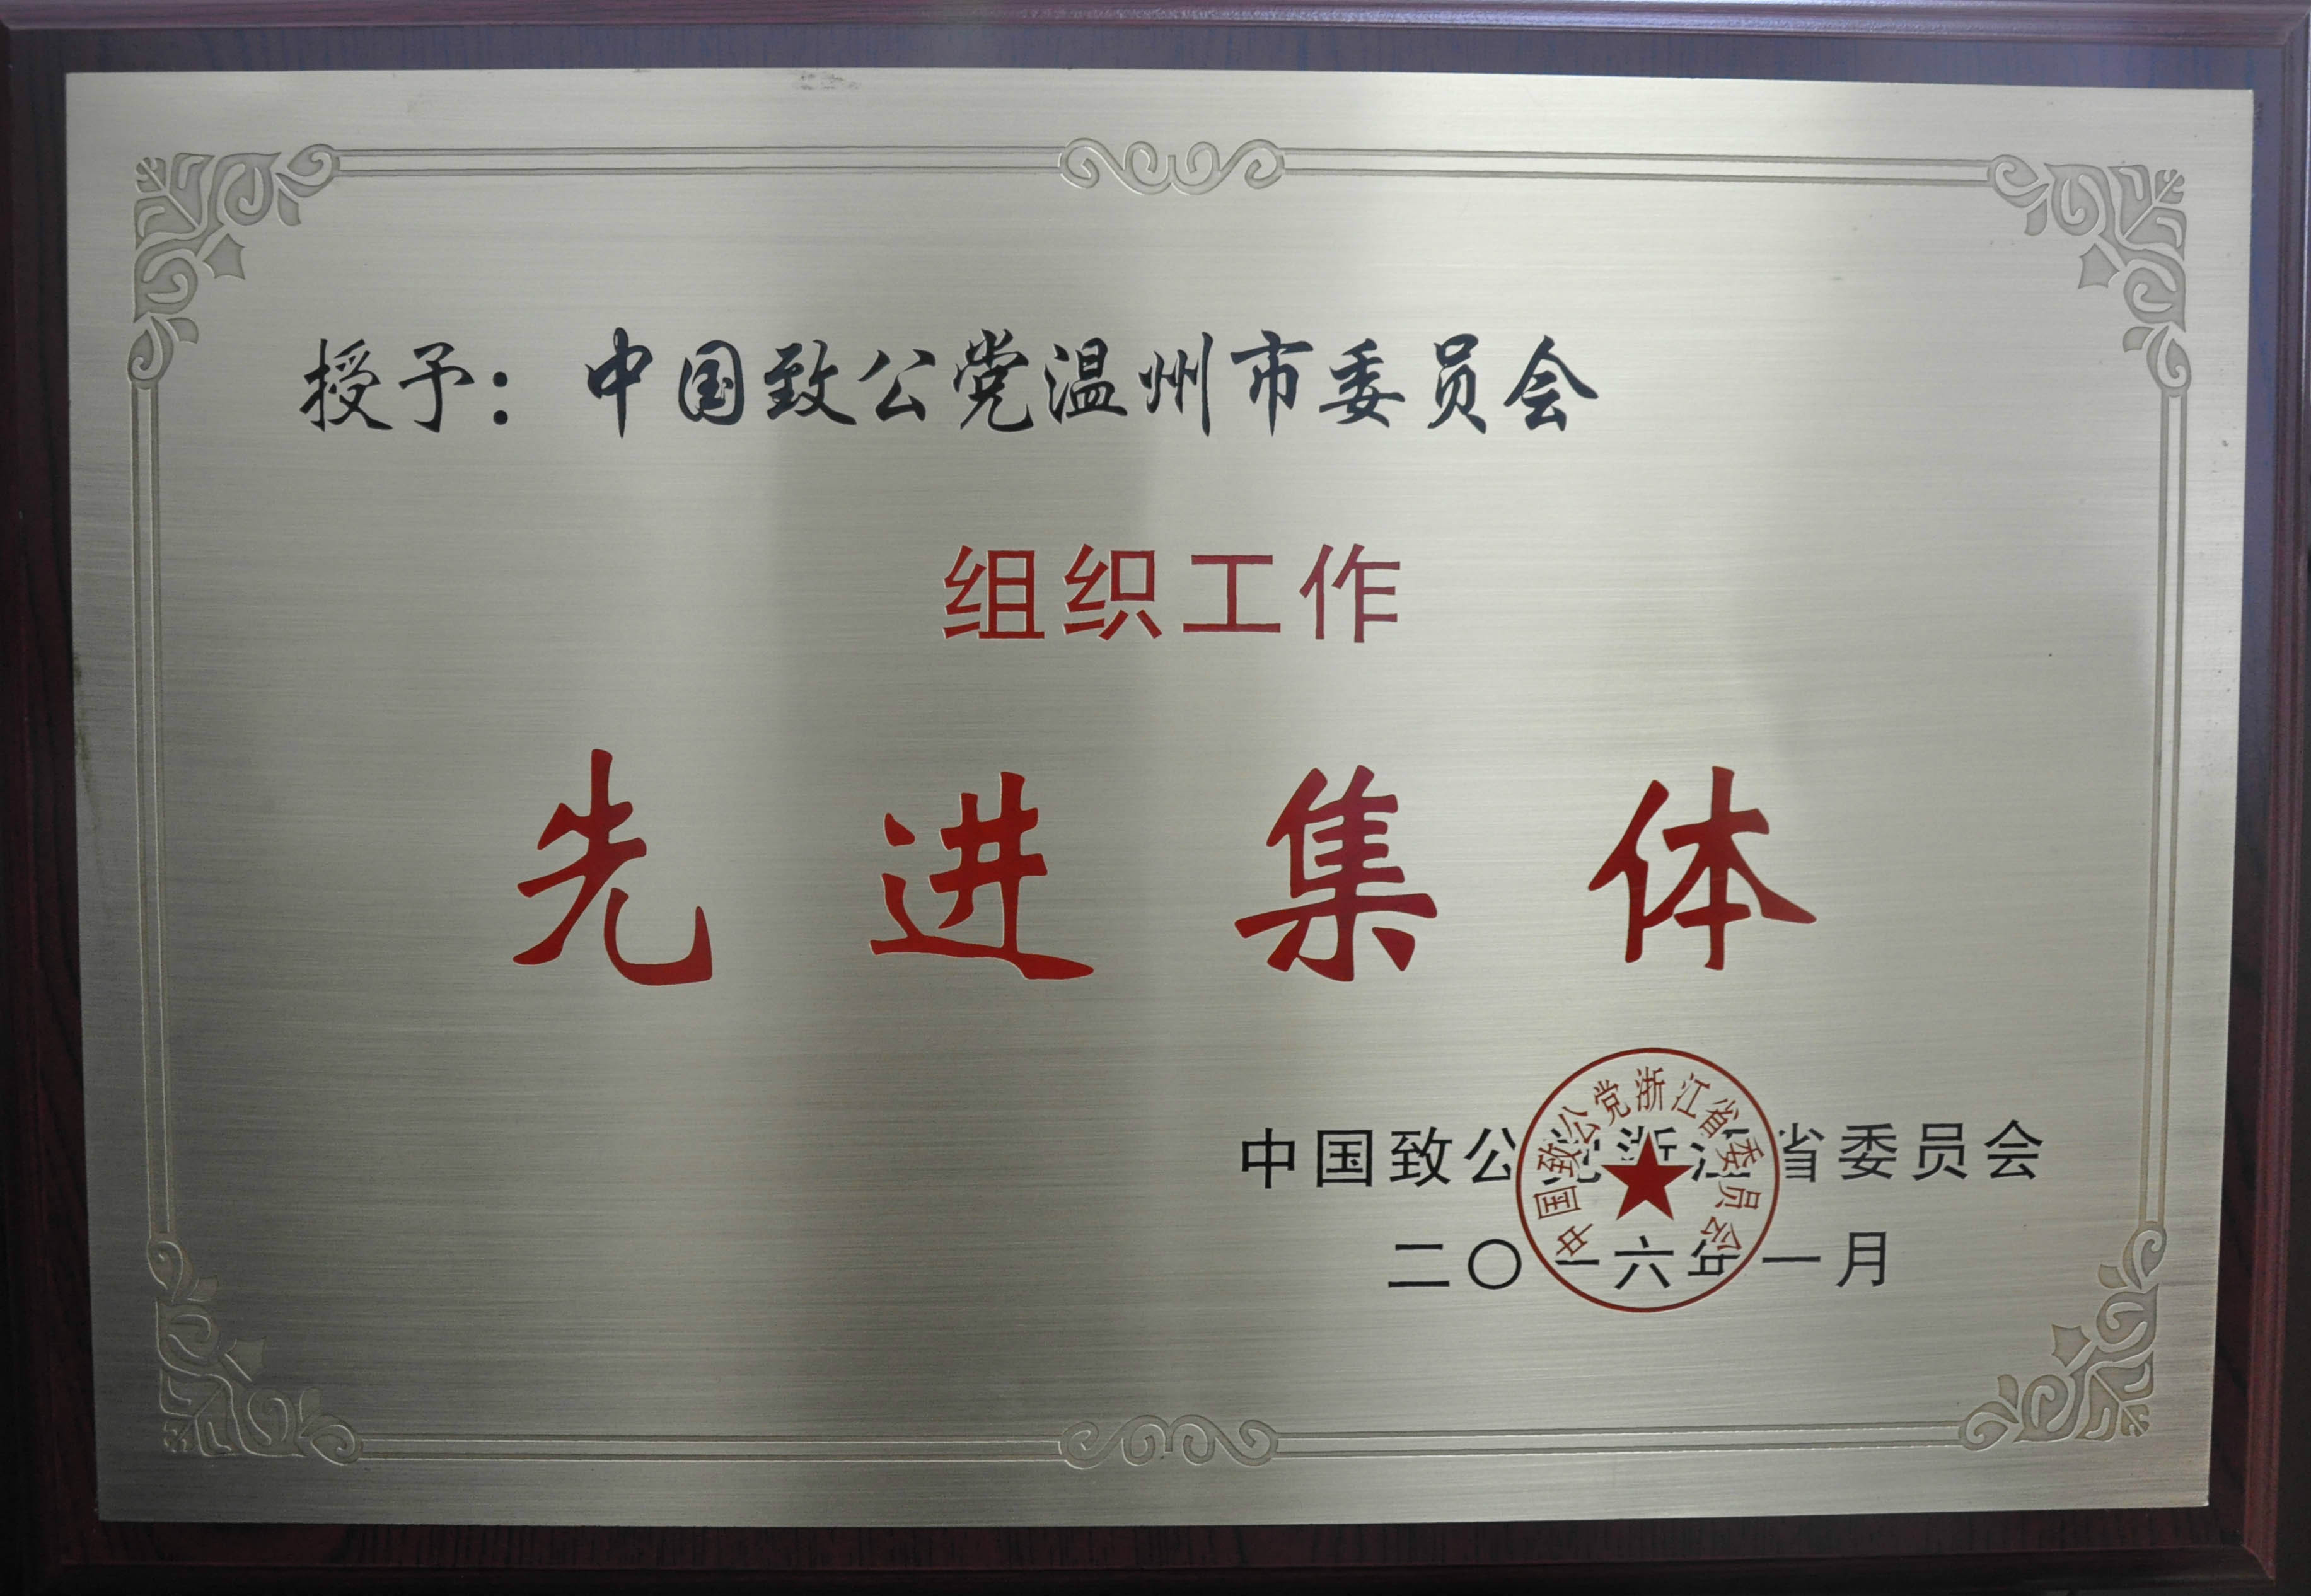 授予：中国致公党温州市委员会
组织工作
先进集体
中国致公党浙江省委员会
中国致公党浙江省委员会
二〇一六年一月